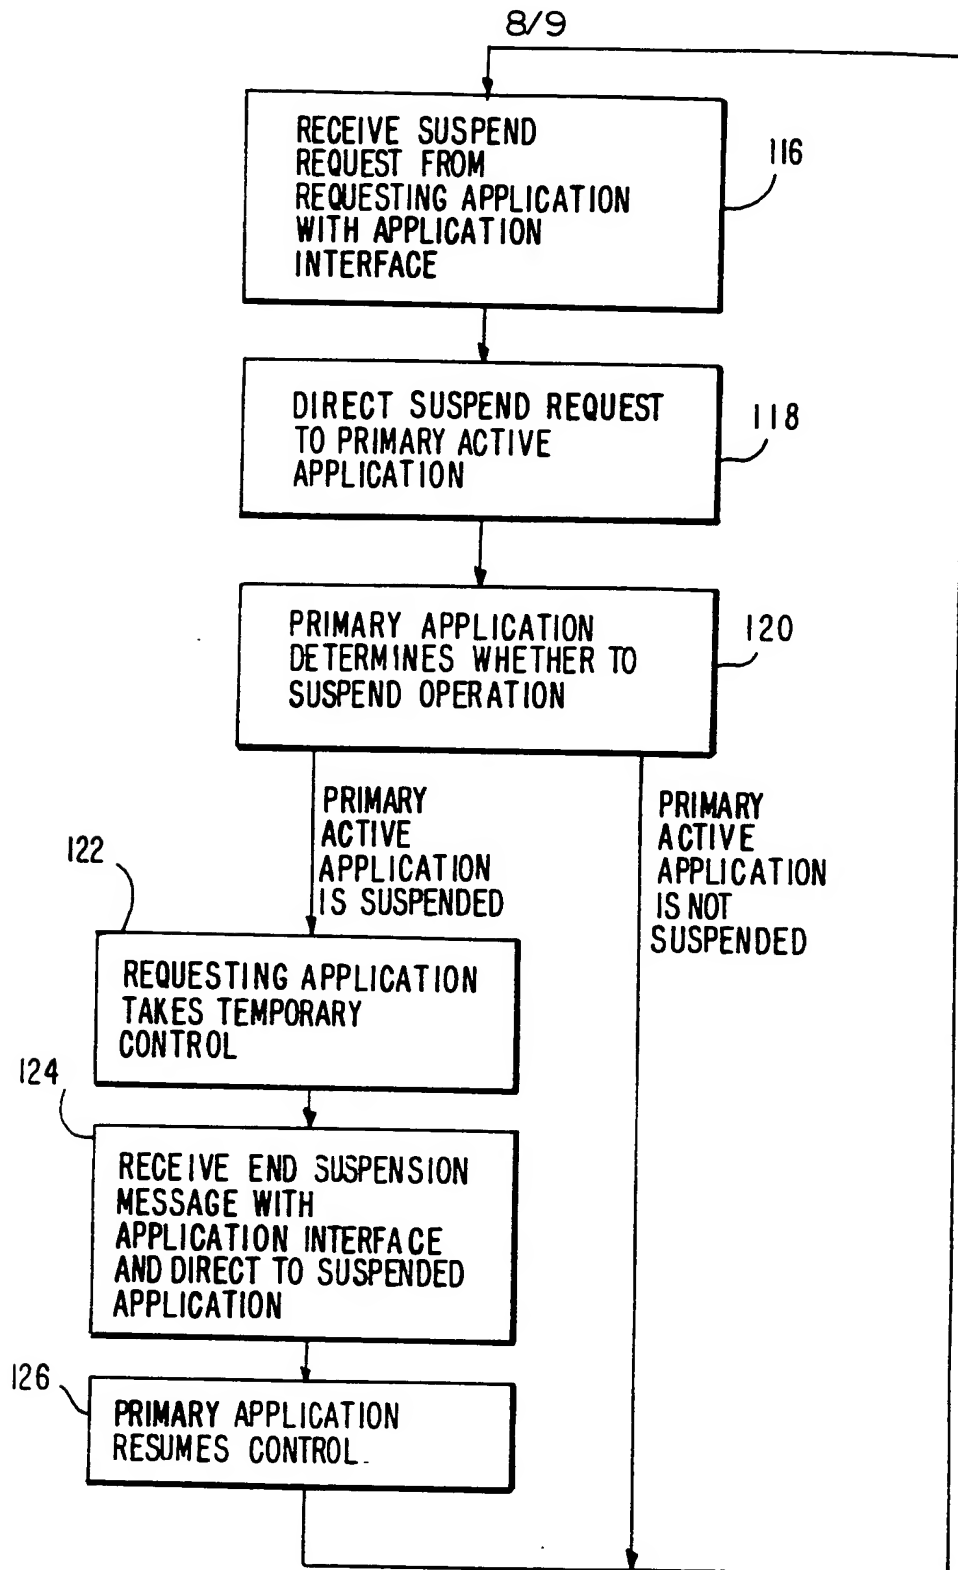 8/9
RECEIVE SUSPEND
REQUEST FROM
REQUESTING APPLICATION
WITH APPLICATION
INTERFACE
116
DIRECT SUSPEND REQUEST
TO PRIMARY ACTIVE
APPLICATION
118
PRIMARY APPLICATION
DETERMINES WHETHER TO
SUSPEND OPERATION
120
PRIMARY
ACTIVE
APPLICATION
IS SUSPENDED
PRIMARY
ACTIVE
APPLICATION
IS NOT
SUSPENDED
122
REQUESTING APPLICATION
TAKES TEMPORARY
CONTROL
124
RECEIVE END SUSPENSION
MESSAGE WITH
APPLICATION INTERFACE
AND DIRECT TO SUSPENDED
APPLICATION
126
PRIMARY APPLICATION
RESUMES CONTROL